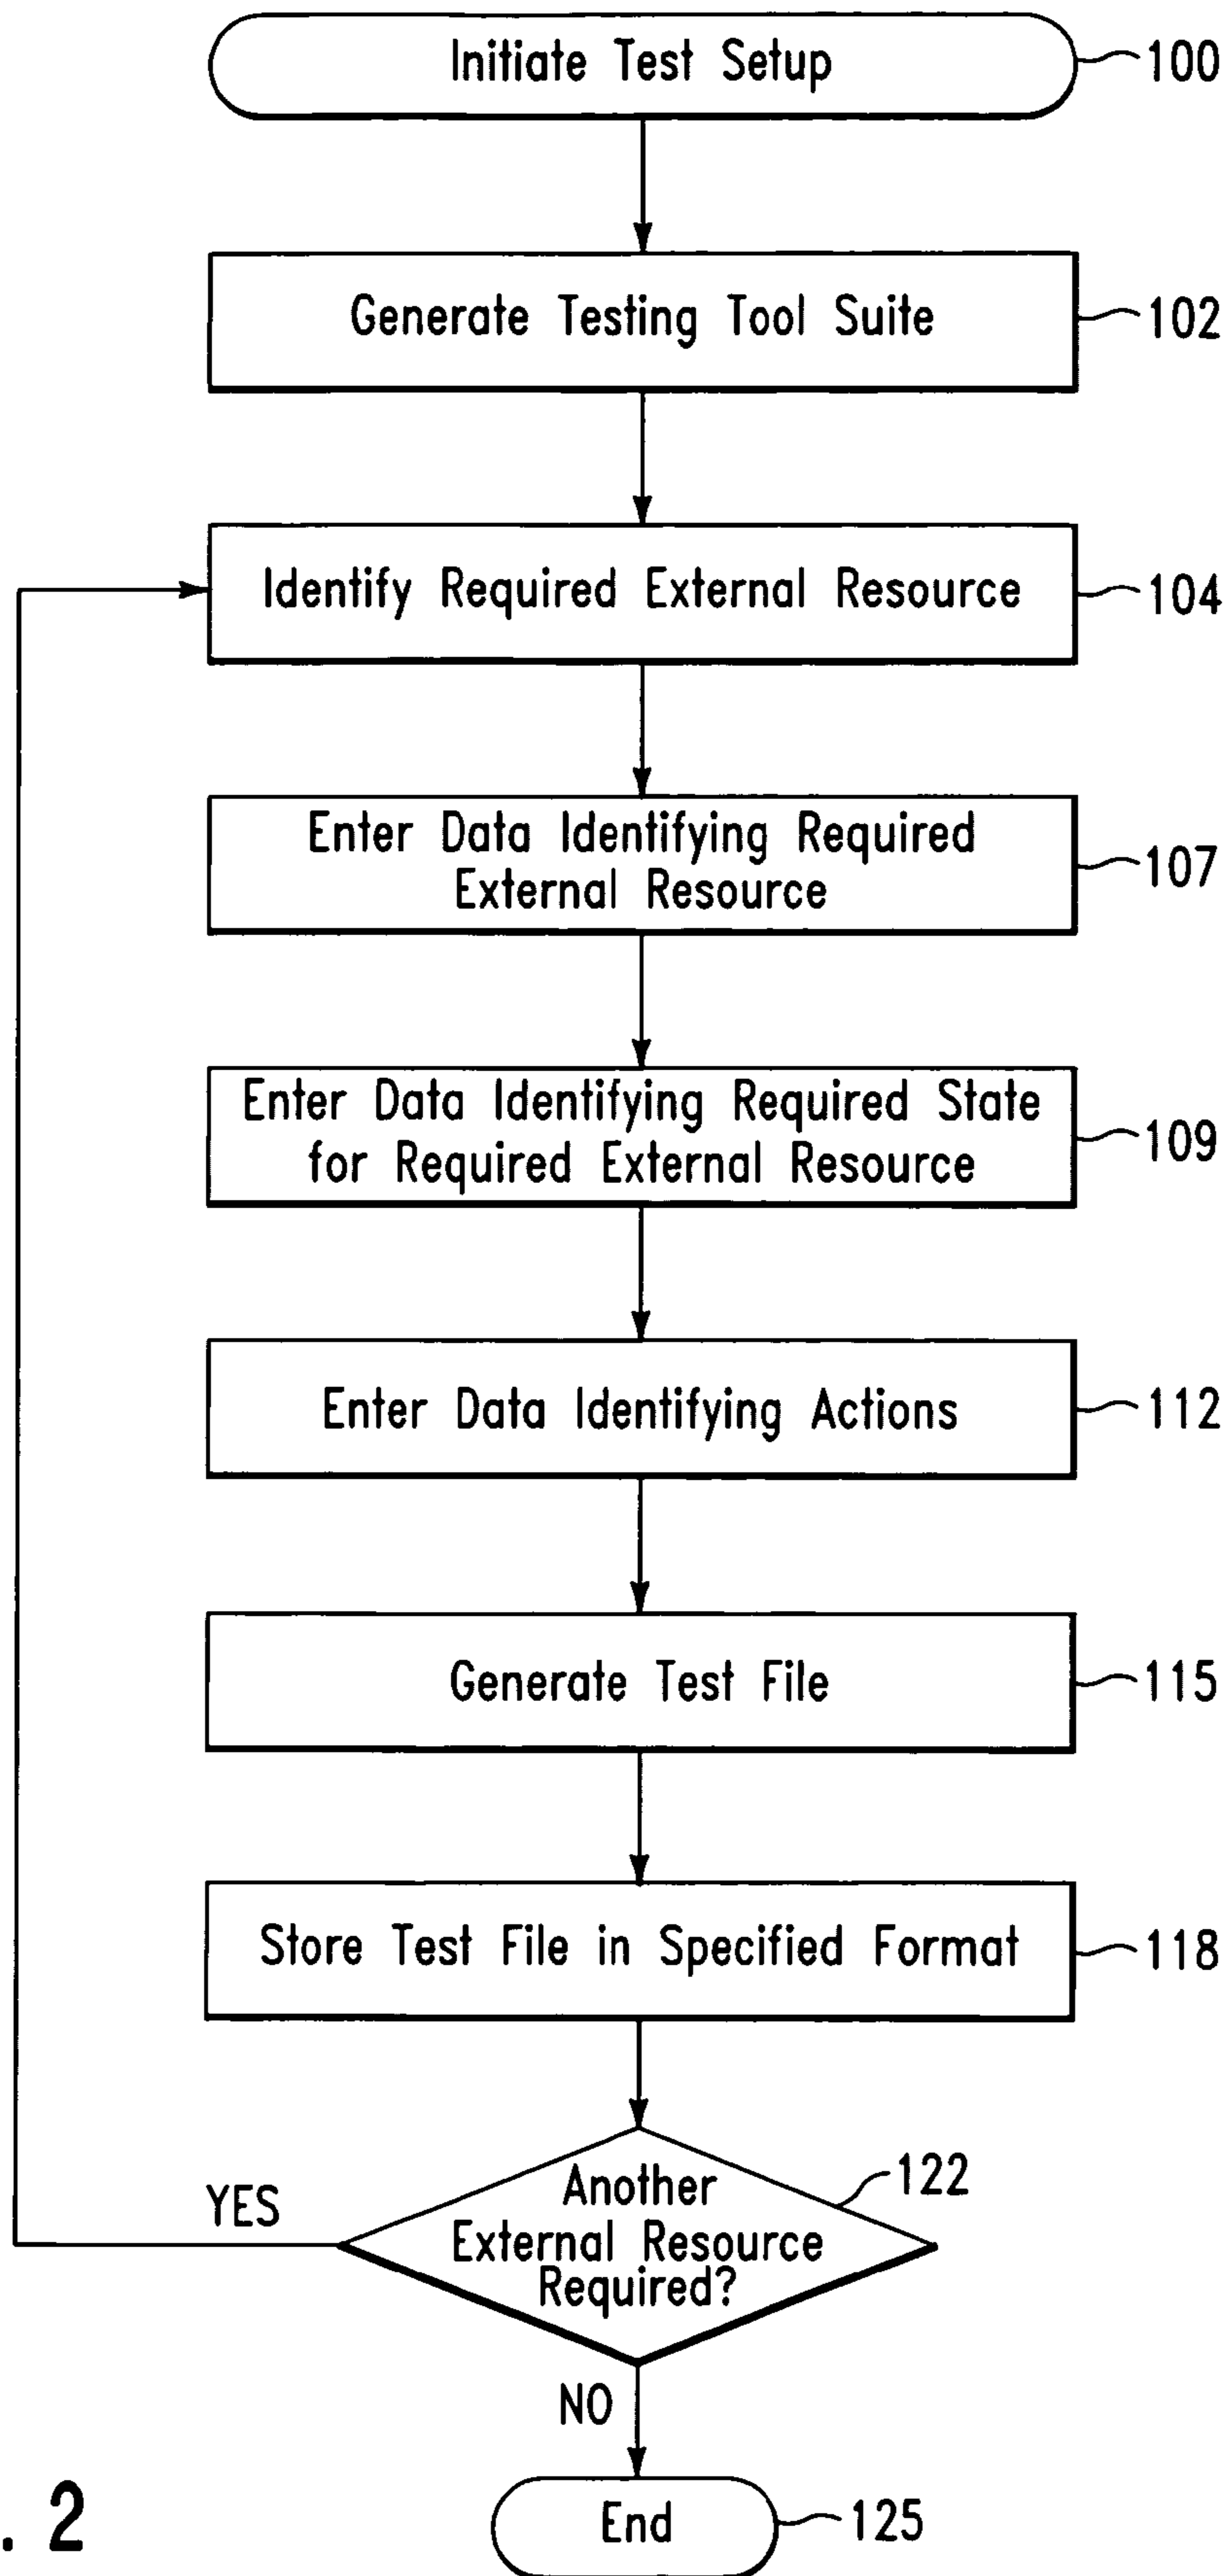 Initiate Test Setup
100
Generate Testing Tool Suite
102
Identify Required External Resource
104
Enter Data Identifying Required
External Resource
107
Enter Data Identifying Required State
for Required External Resource
109
Enter Data Identifying Actions
112
Generate Test File
115
Store Test File in Specified Format
118
Another
External Resource
Required?
122
YES
NO
End
125
. 2